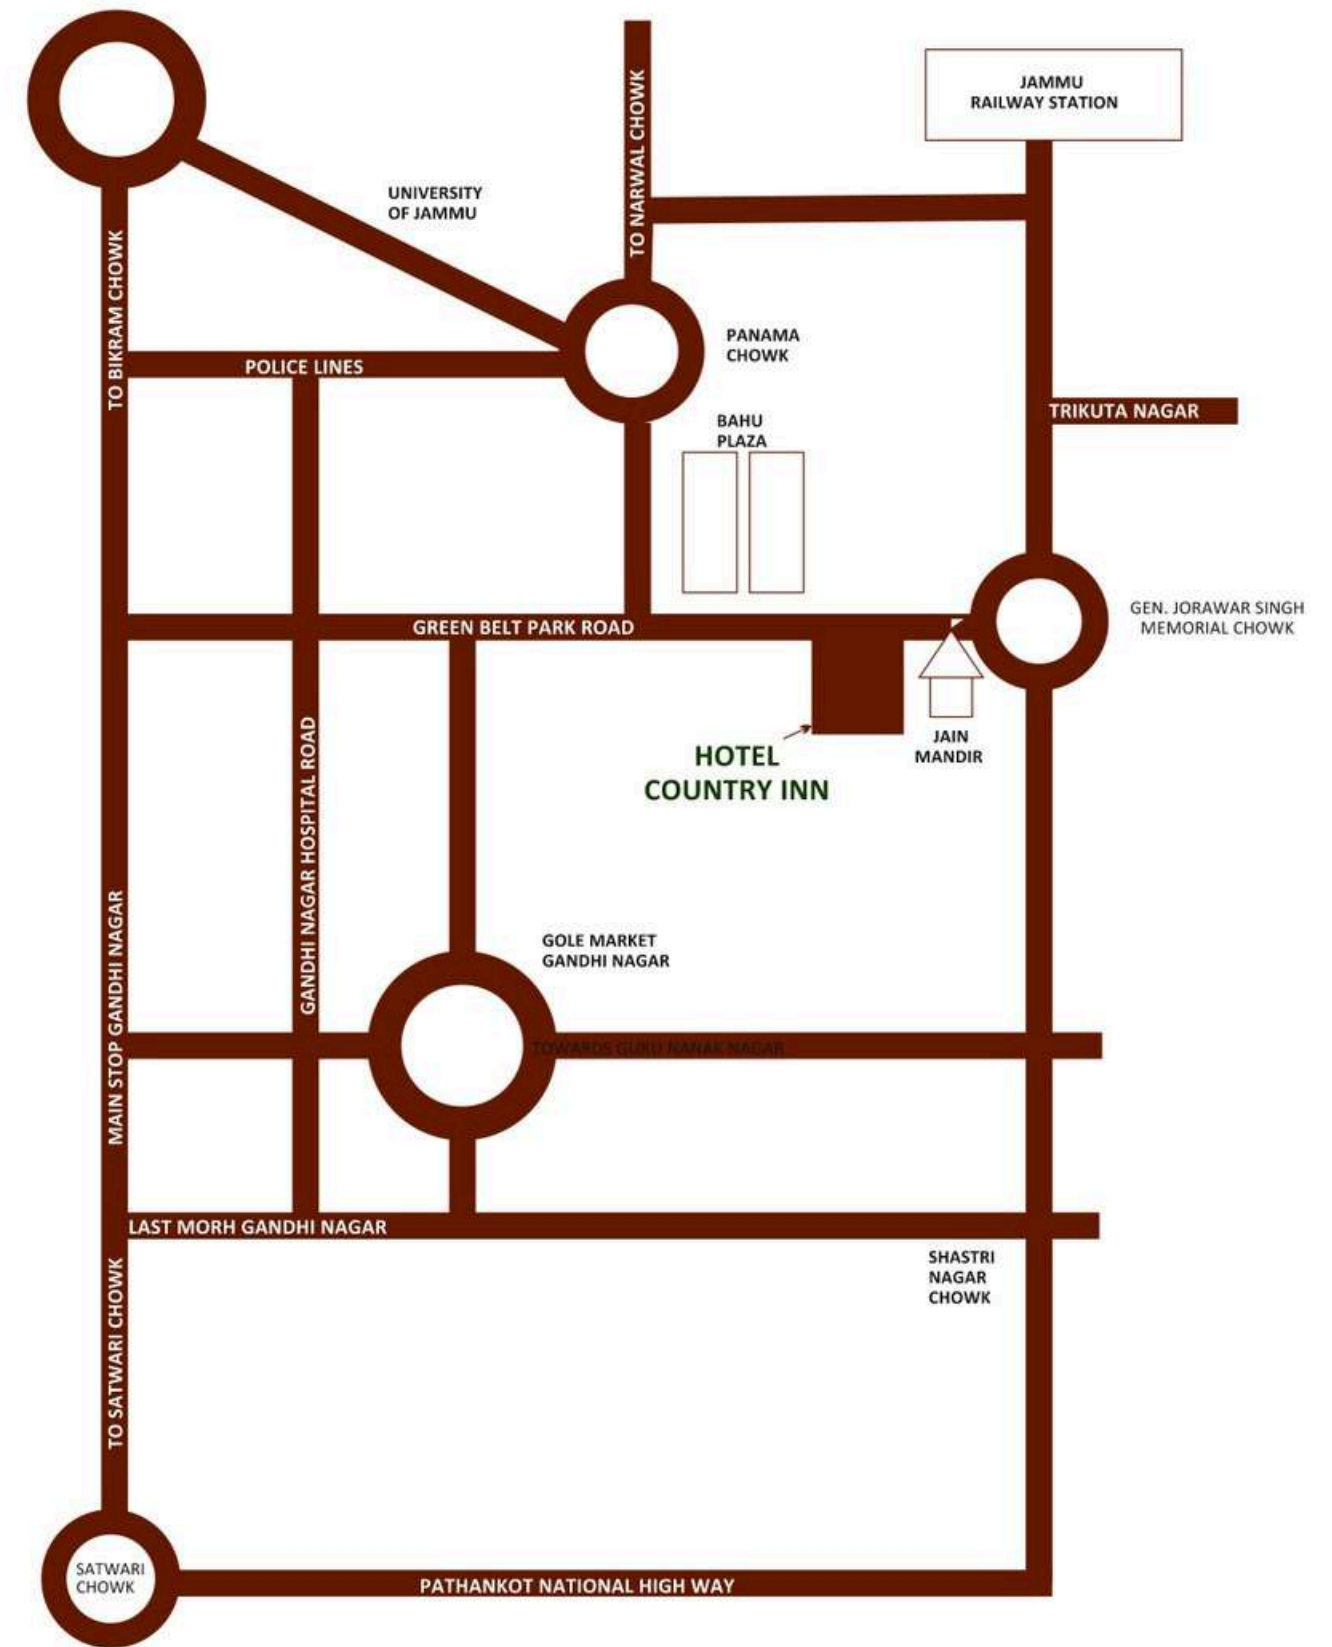 JAMMU
RAILWAY STATION
TO NARWAL CHOWK
UNIVERSITY
OF JAMMU
TO BIKRAM CHOWK
PANAMA
CHOWK
POLICE LINES
TRIKUTA NAGAR
BAHU
PLAZA
GEN. JORAWAR SINGH
MEMORIAL CHOWK
GREEN BELT PARK ROAD
JAIN
MANDIR
HOTEL
COUNTRY INN
GANDHI NAGAR HOSPITAL ROAD
MAIN STOP GANDHI NAGAR
GOLE MARKET
GANDHI NAGAR
TOWARDS GURU NANAK NAGAR
LAST MORH GANDHI NAGAR
SHASTRI
NAGAR
CHOWK
TO SATWARI CHOWK
SATWARI
CHOWK
PATHANKOT NATIONAL HIGH WAY